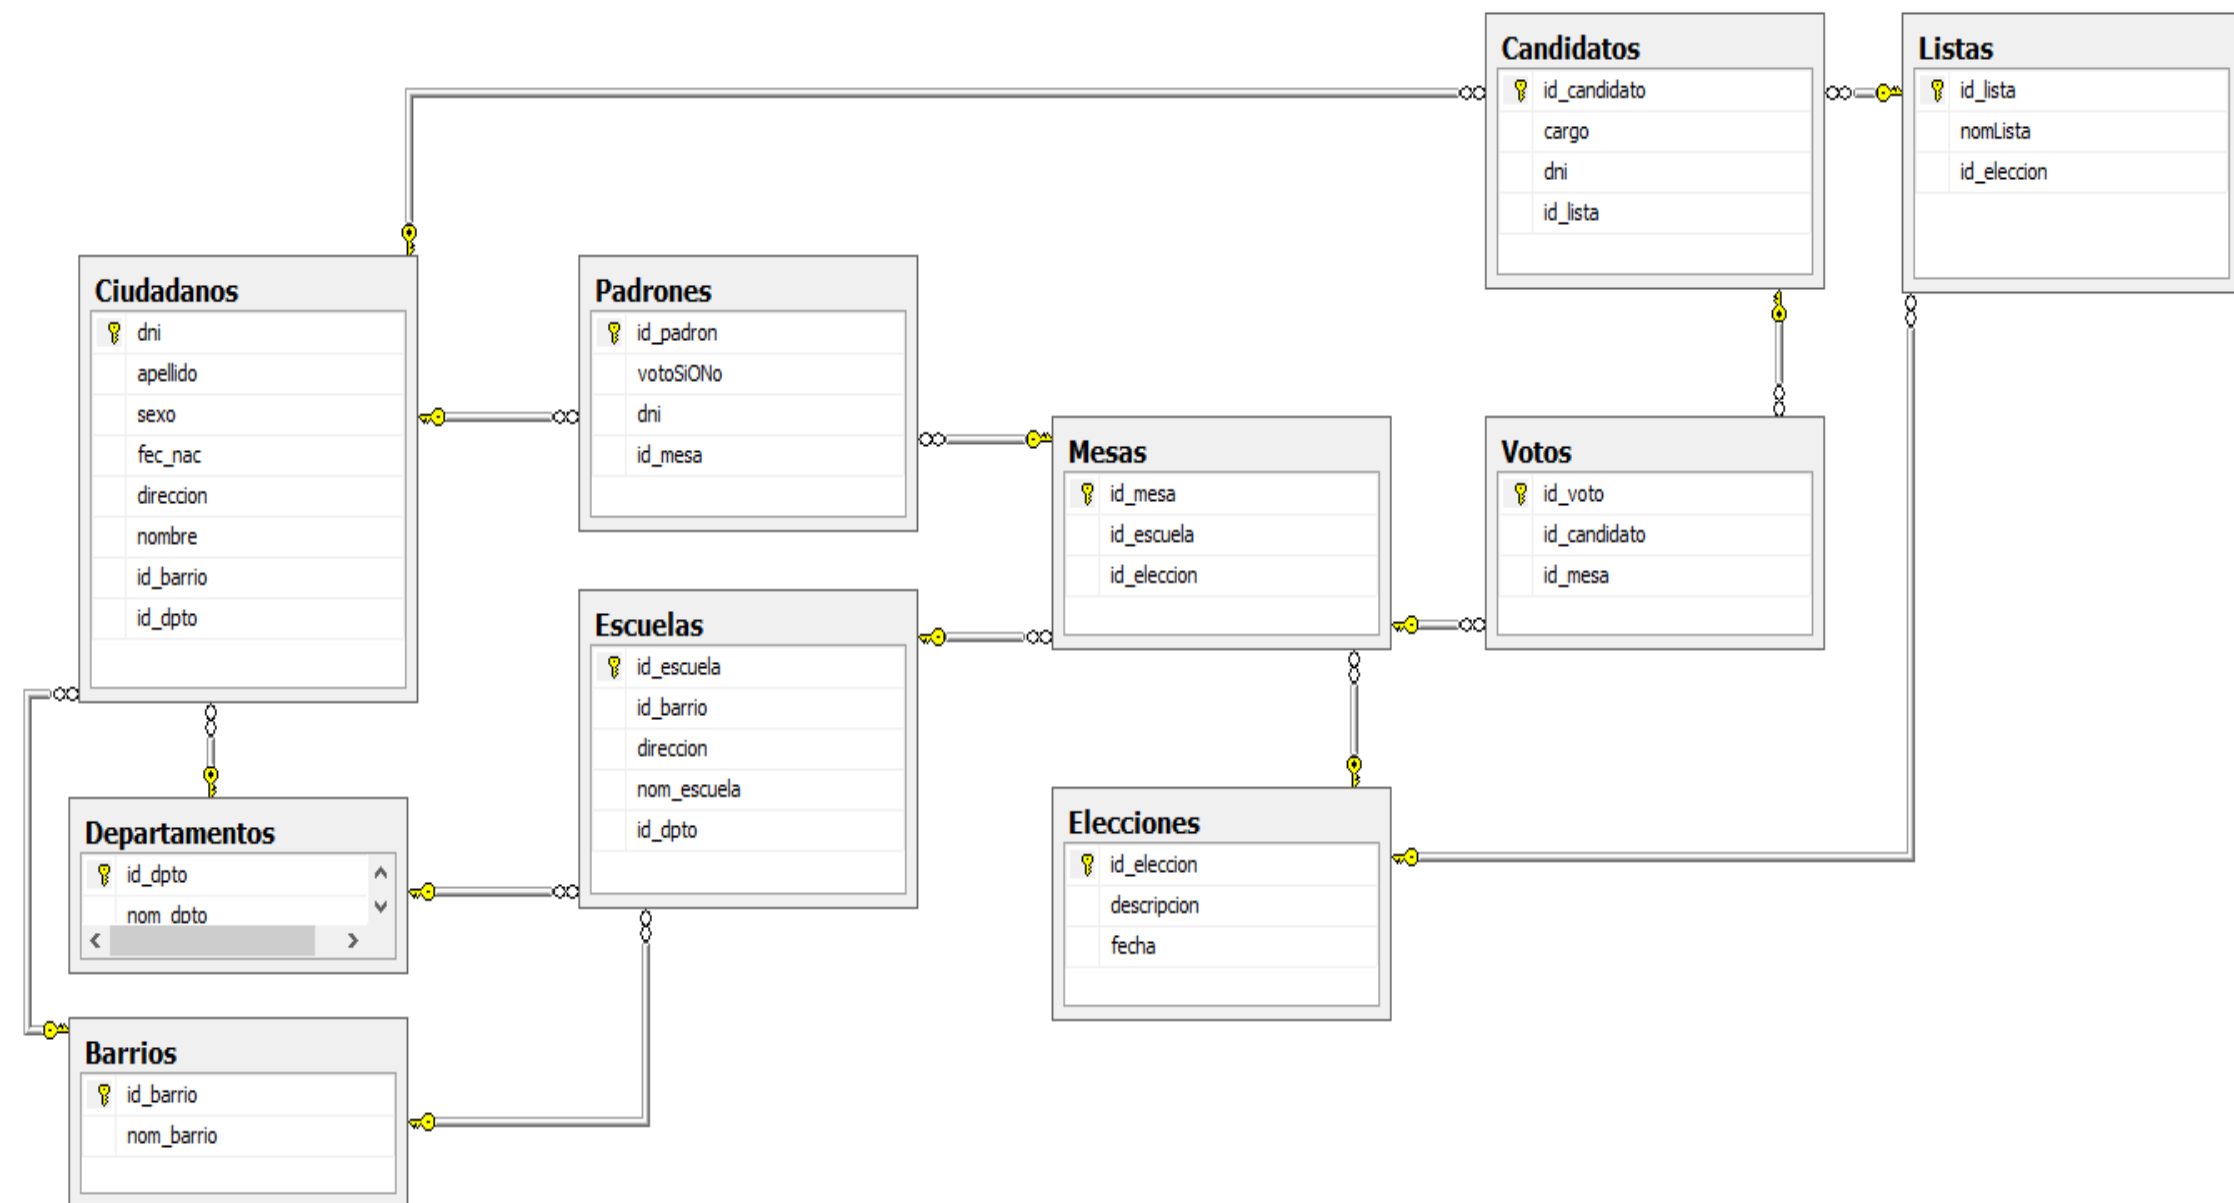 Candidatos
id_candidato
cargo
dni
id_lista
Listas
id_lista
nomLista
id_eleccion
Ciudadanos
dni
apellido
sexo
fec_nac
direccion
nombre
id_barrio
id_dpto
Padrones
id_padron
votoSiONo
dni
id_mesa
Mesas
id_mesa
id_escuela
id_eleccion
Votos
id_voto
id_candidato
id_mesa
Escuelas
id_escuela
id_barrio
direccion
nom_escuela
id_dpto
Departamentos
id_dpto
nom_dpto
Elecciones
id_eleccion
descripcion
fecha
Barrios
id_barrio
nom_barrio